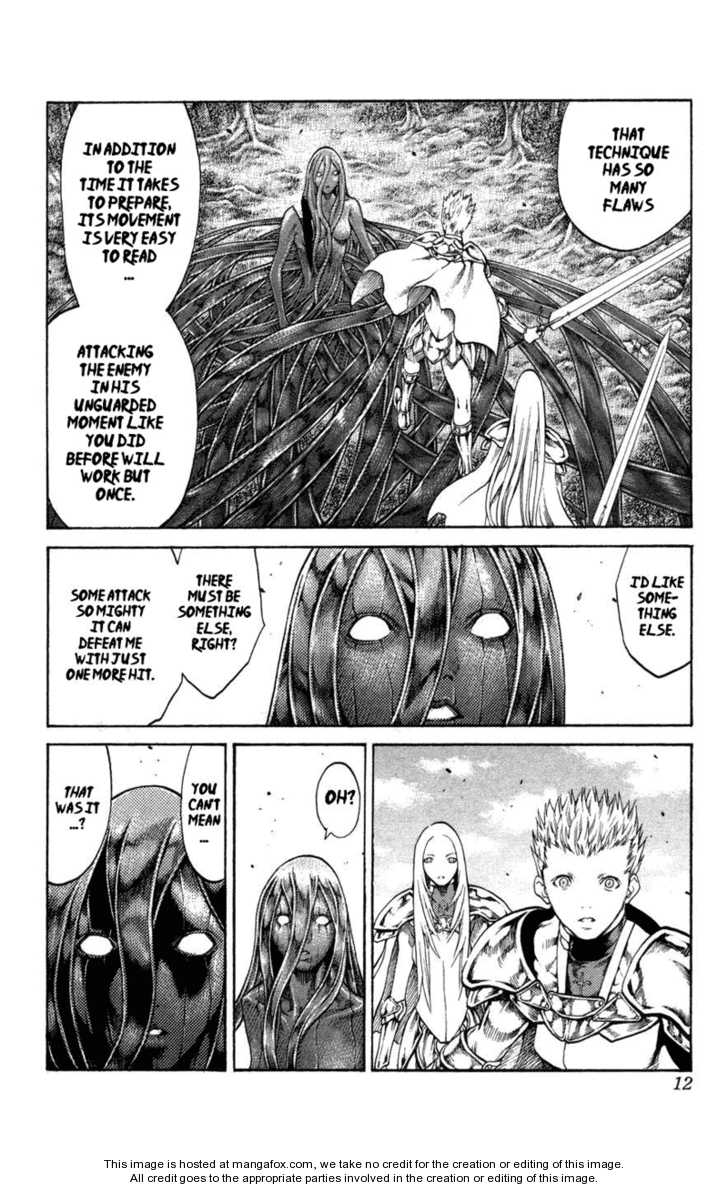 THAT
TECHNIQUE
HAS SO
MANY
FLAWS
IN ADDITION
TO THE
TIME IT TAKES
TO PREPARE,
ITS MOVEMENT
IS VERY EASY
TO READ
...
ATTACKING
THE ENEMY
IN HIS
UNGUARDED
MOMENT LIKE
YOU DID
BEFORE WILL
WORK BUT
ONCE.
I'D LIKE
SOME-
THING
ELSE.
THERE
MUST BE
SOMETHING
ELSE,
RIGHT?
SOME ATTACK
SO MIGHTY
IT CAN
DEFEAT ME
WITH JUST
ONE MORE HIT.
OH?
YOU
CAN'T
MEAN
...
THAT
WAS IT
...?
12
This image is hosted at mangafox.com, we take no credit for the creation or editing of this image.
All credit goes to the appropriate parties involved in the creation or editing of this image.